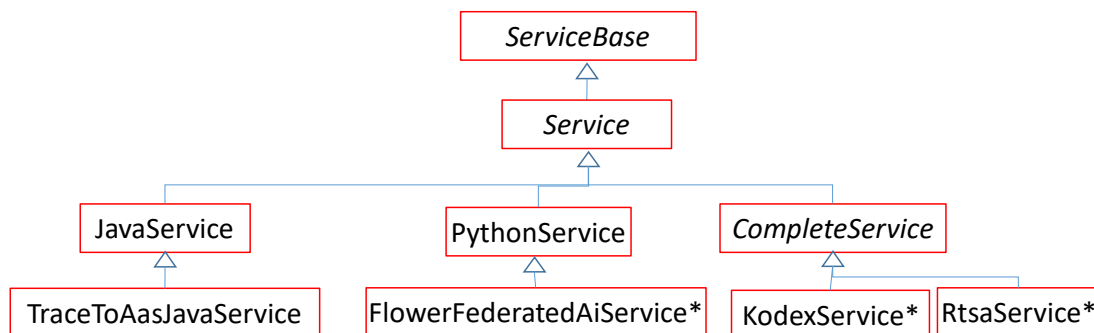 ServiceBase
Service
JavaService
PythonService
CompleteService
TraceToAasJavaService
FlowerFederatedAiService*
KodexService*
RtsaService*